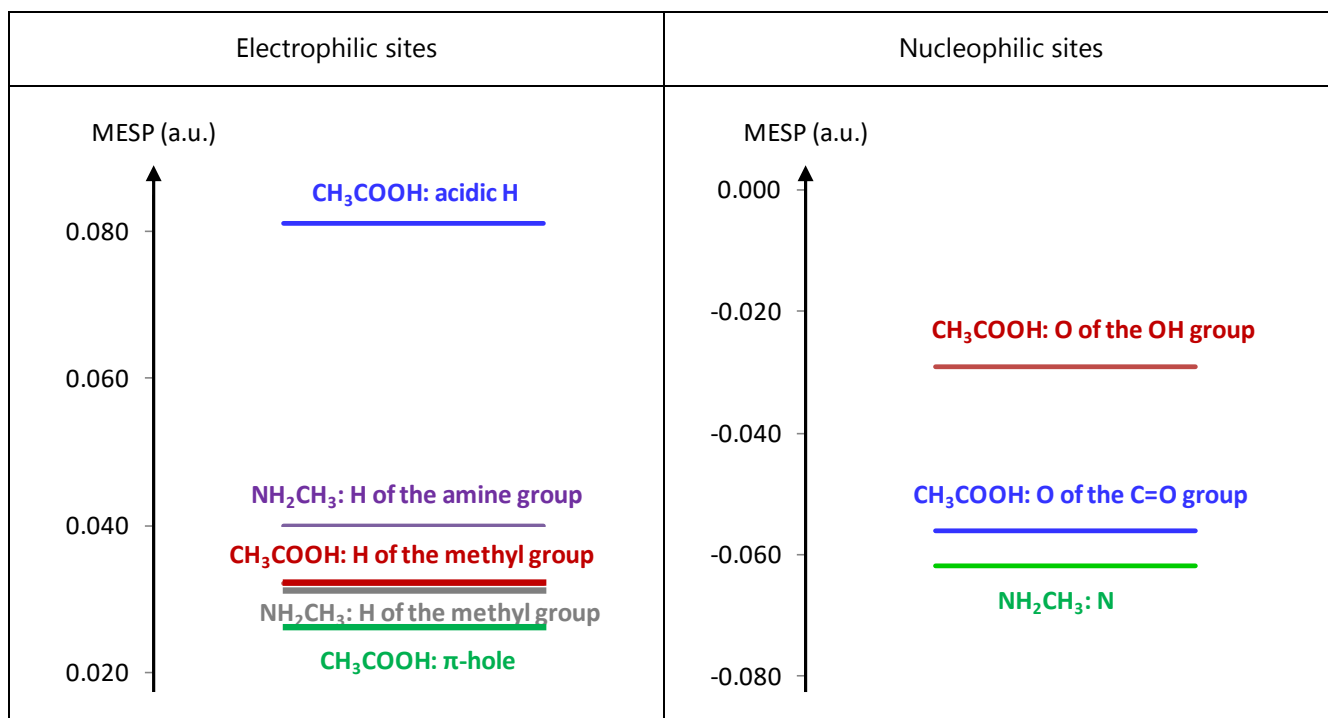 Electrophilic sites
Nucleophilic sites
MESP (a.u.)
CH₃COOH: acidic H
0.080
0.060
NH₂CH₃: H of the amine group
0.040
CH₃COOH: H of the methyl group
NH₂CH₃: H of the methyl group
CH₃COOH: π-hole
0.020
MESP (a.u.)
0.000
-0.020
CH₃COOH: O of the OH group
-0.040
CH₃COOH: O of the C=O group
-0.060
NH₂CH₃: N
-0.080